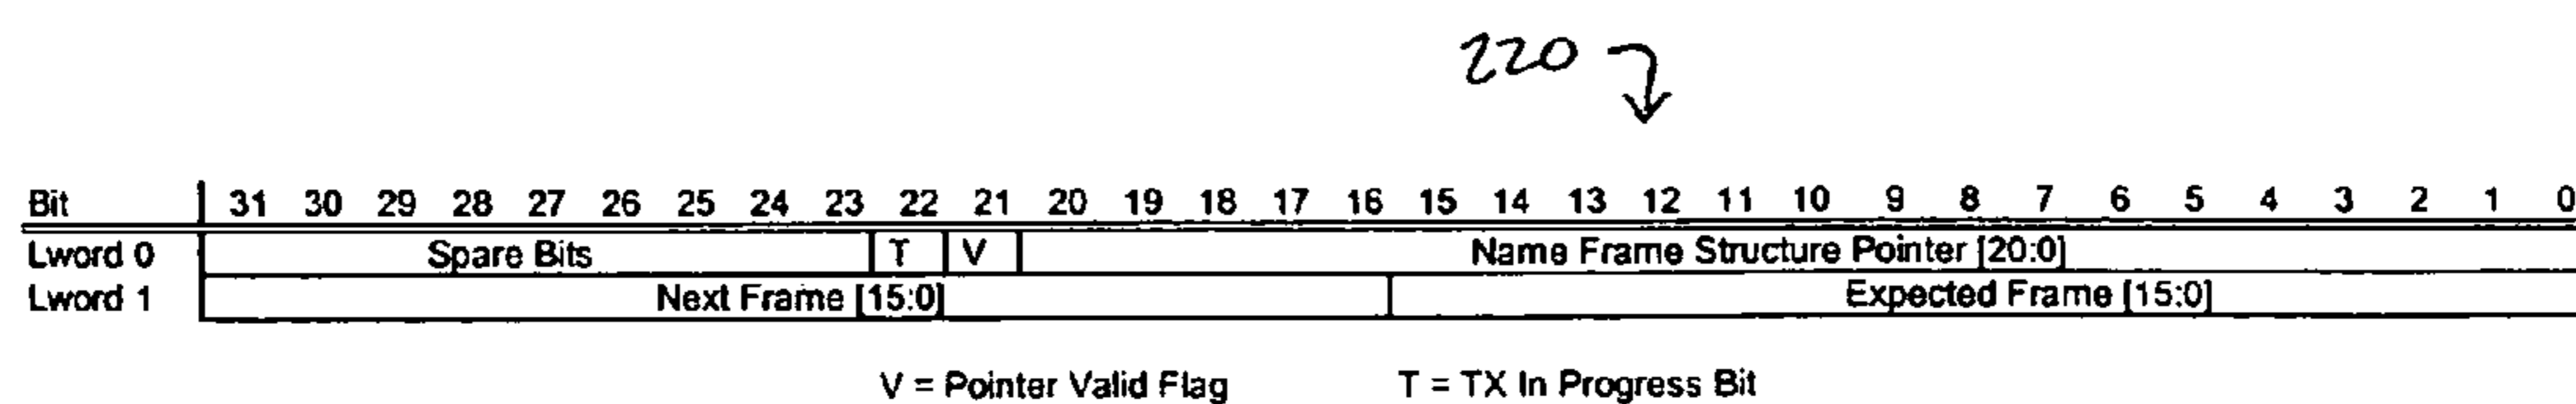 220
Bit 31 30 29 28 27 26 25 24 23 22 21 20 19 18 17 16 15 14 13 12 11 10 9 8 7 6 5 4 3 2 1 0
Lword 0 Spare Bits T V Name Frame Structure Pointer [20:0]
Lword 1 Next Frame [15:0] Expected Frame [15:0]
V = Pointer Valid Flag T = TX In Progress Bit